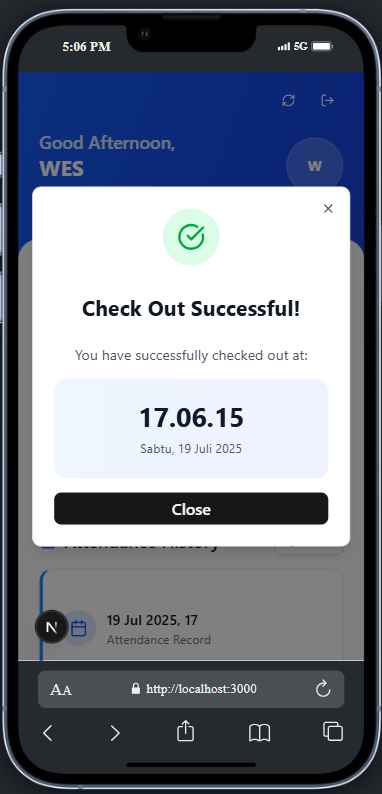 5:06 PM
5G
Good Afternoon,
WES
W
Check Out Successful!
You have successfully checked out at:
17.06.15
Sabtu, 19 Juli 2025
Close
Attendance History
19 Jul 2025, 17
Attendance Record
N
AA
http://localhost:3000